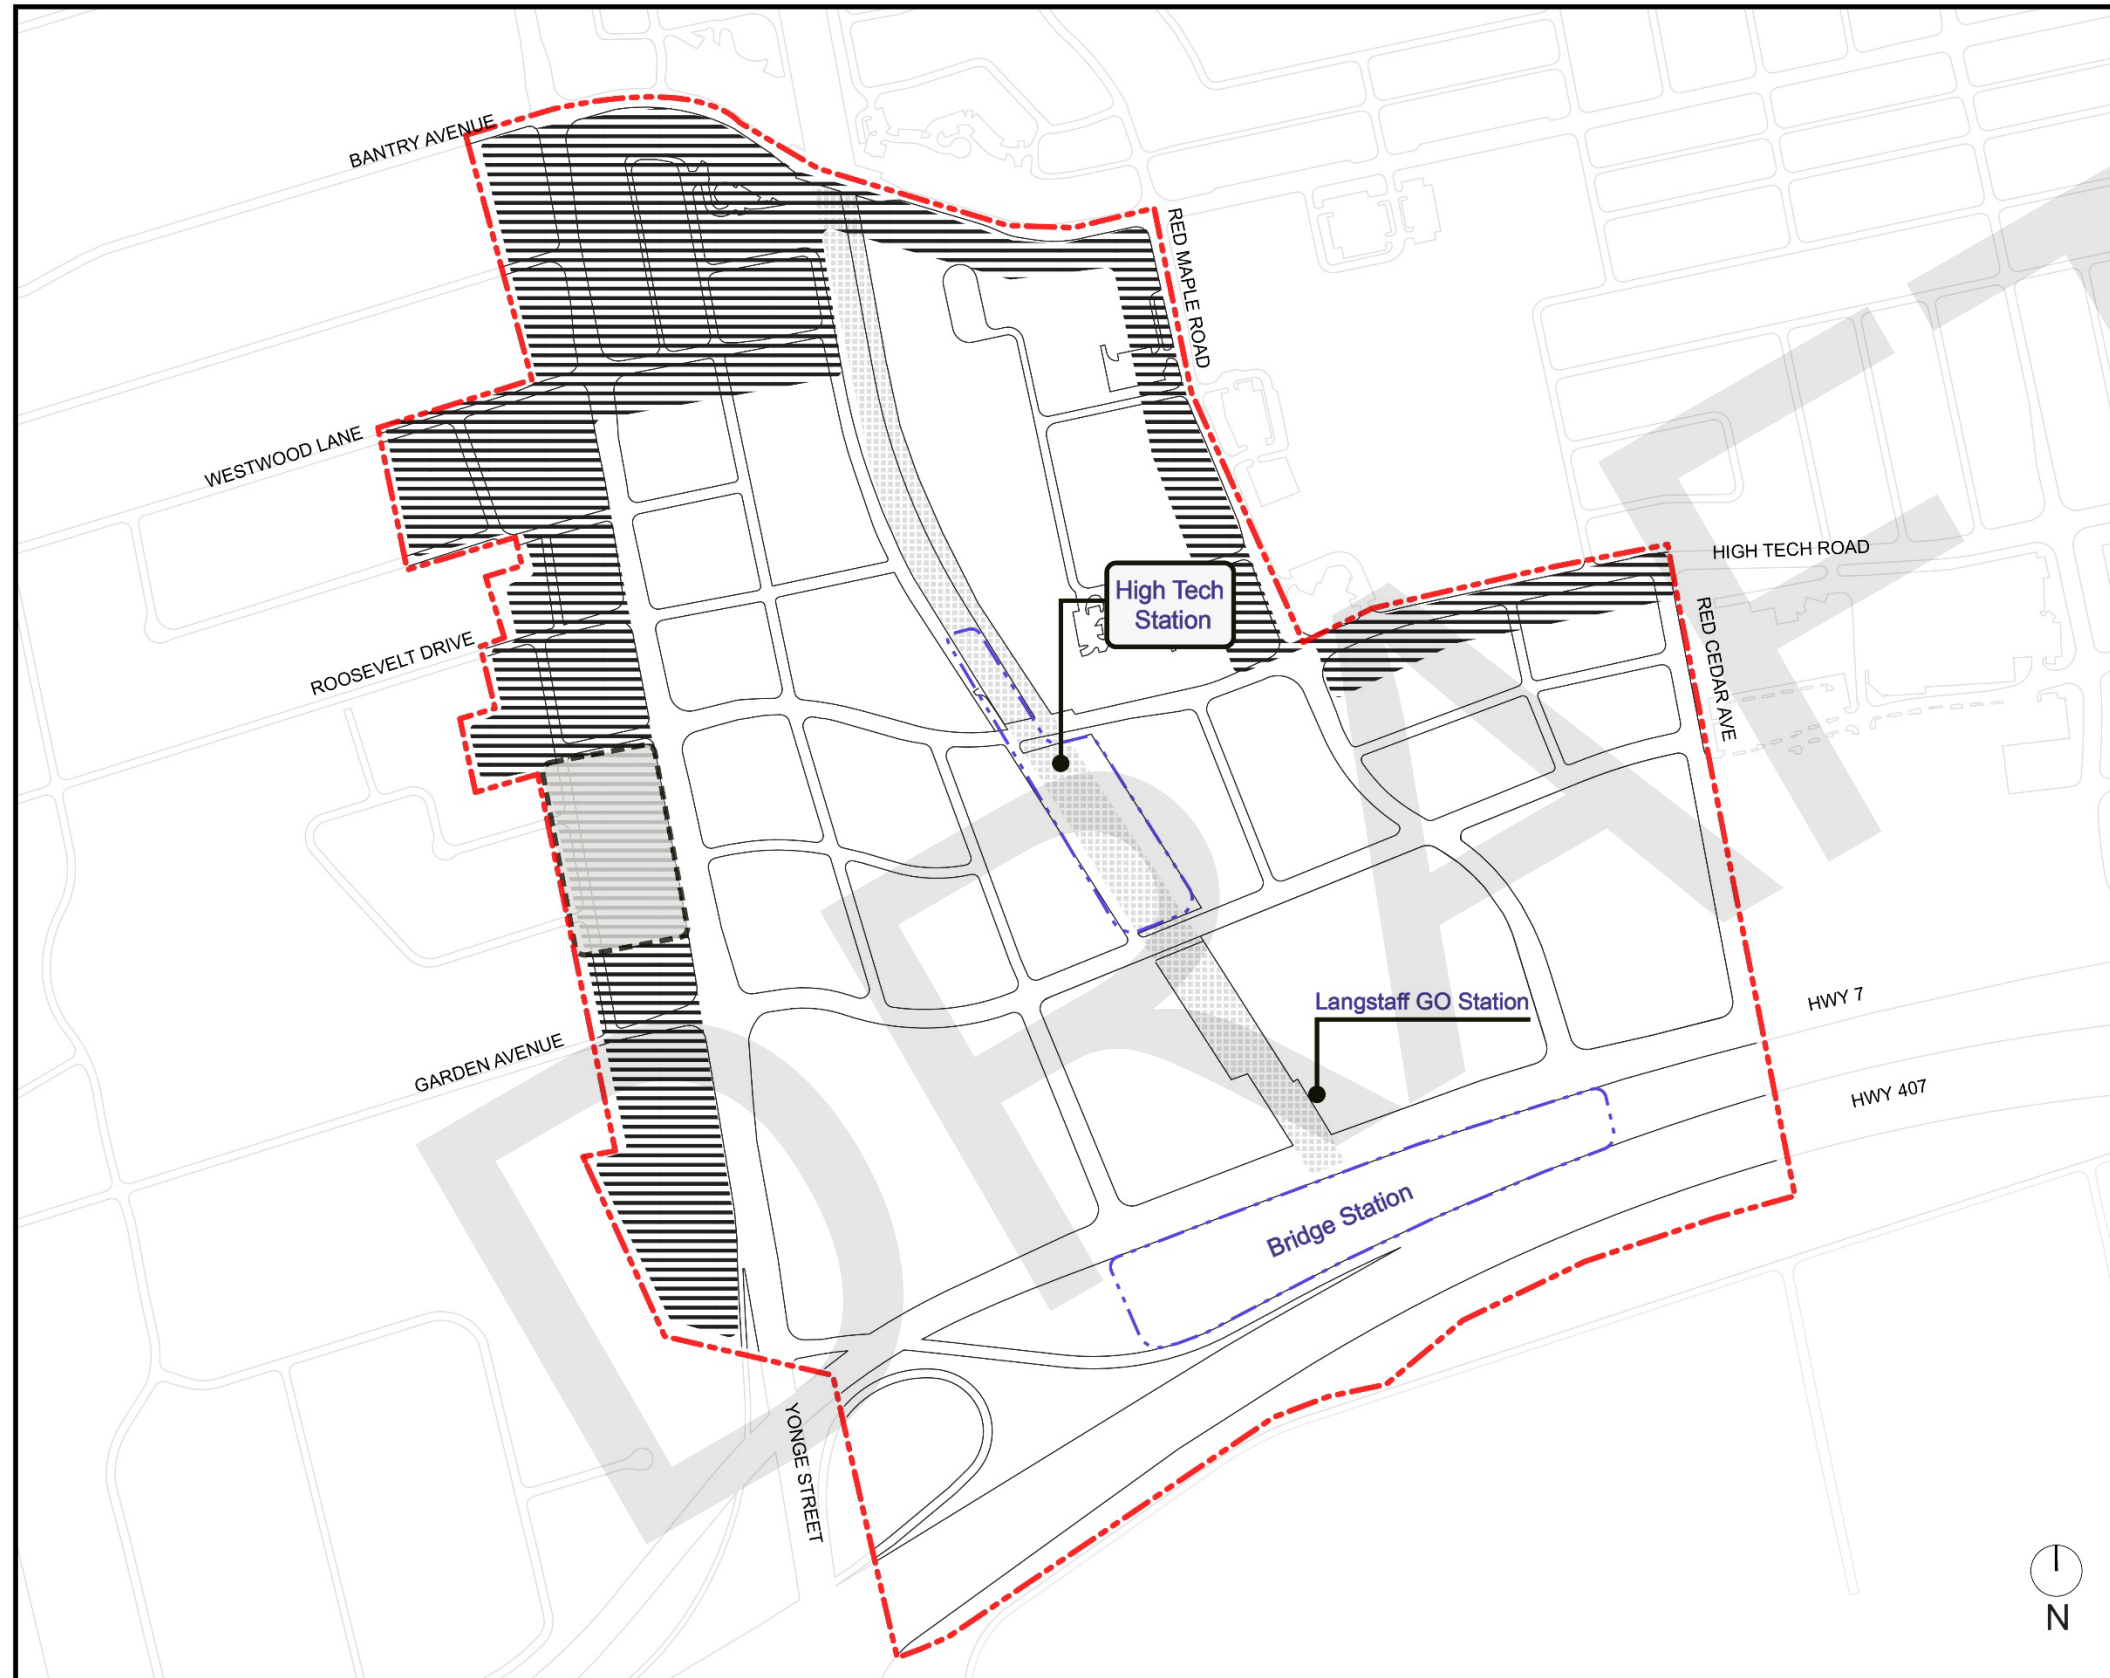 BANTRY AVENUE
RED MAPLE ROAD
WESTWOOD LANE
HIGH TECH ROAD
High Tech
Station
RED CEDAR AVE
ROOSEVELT DRIVE
HWY 7
Langstaff GO Station
GARDEN AVENUE
HWY 407
Bridge Station
YONGE STREET
DRAFT
N